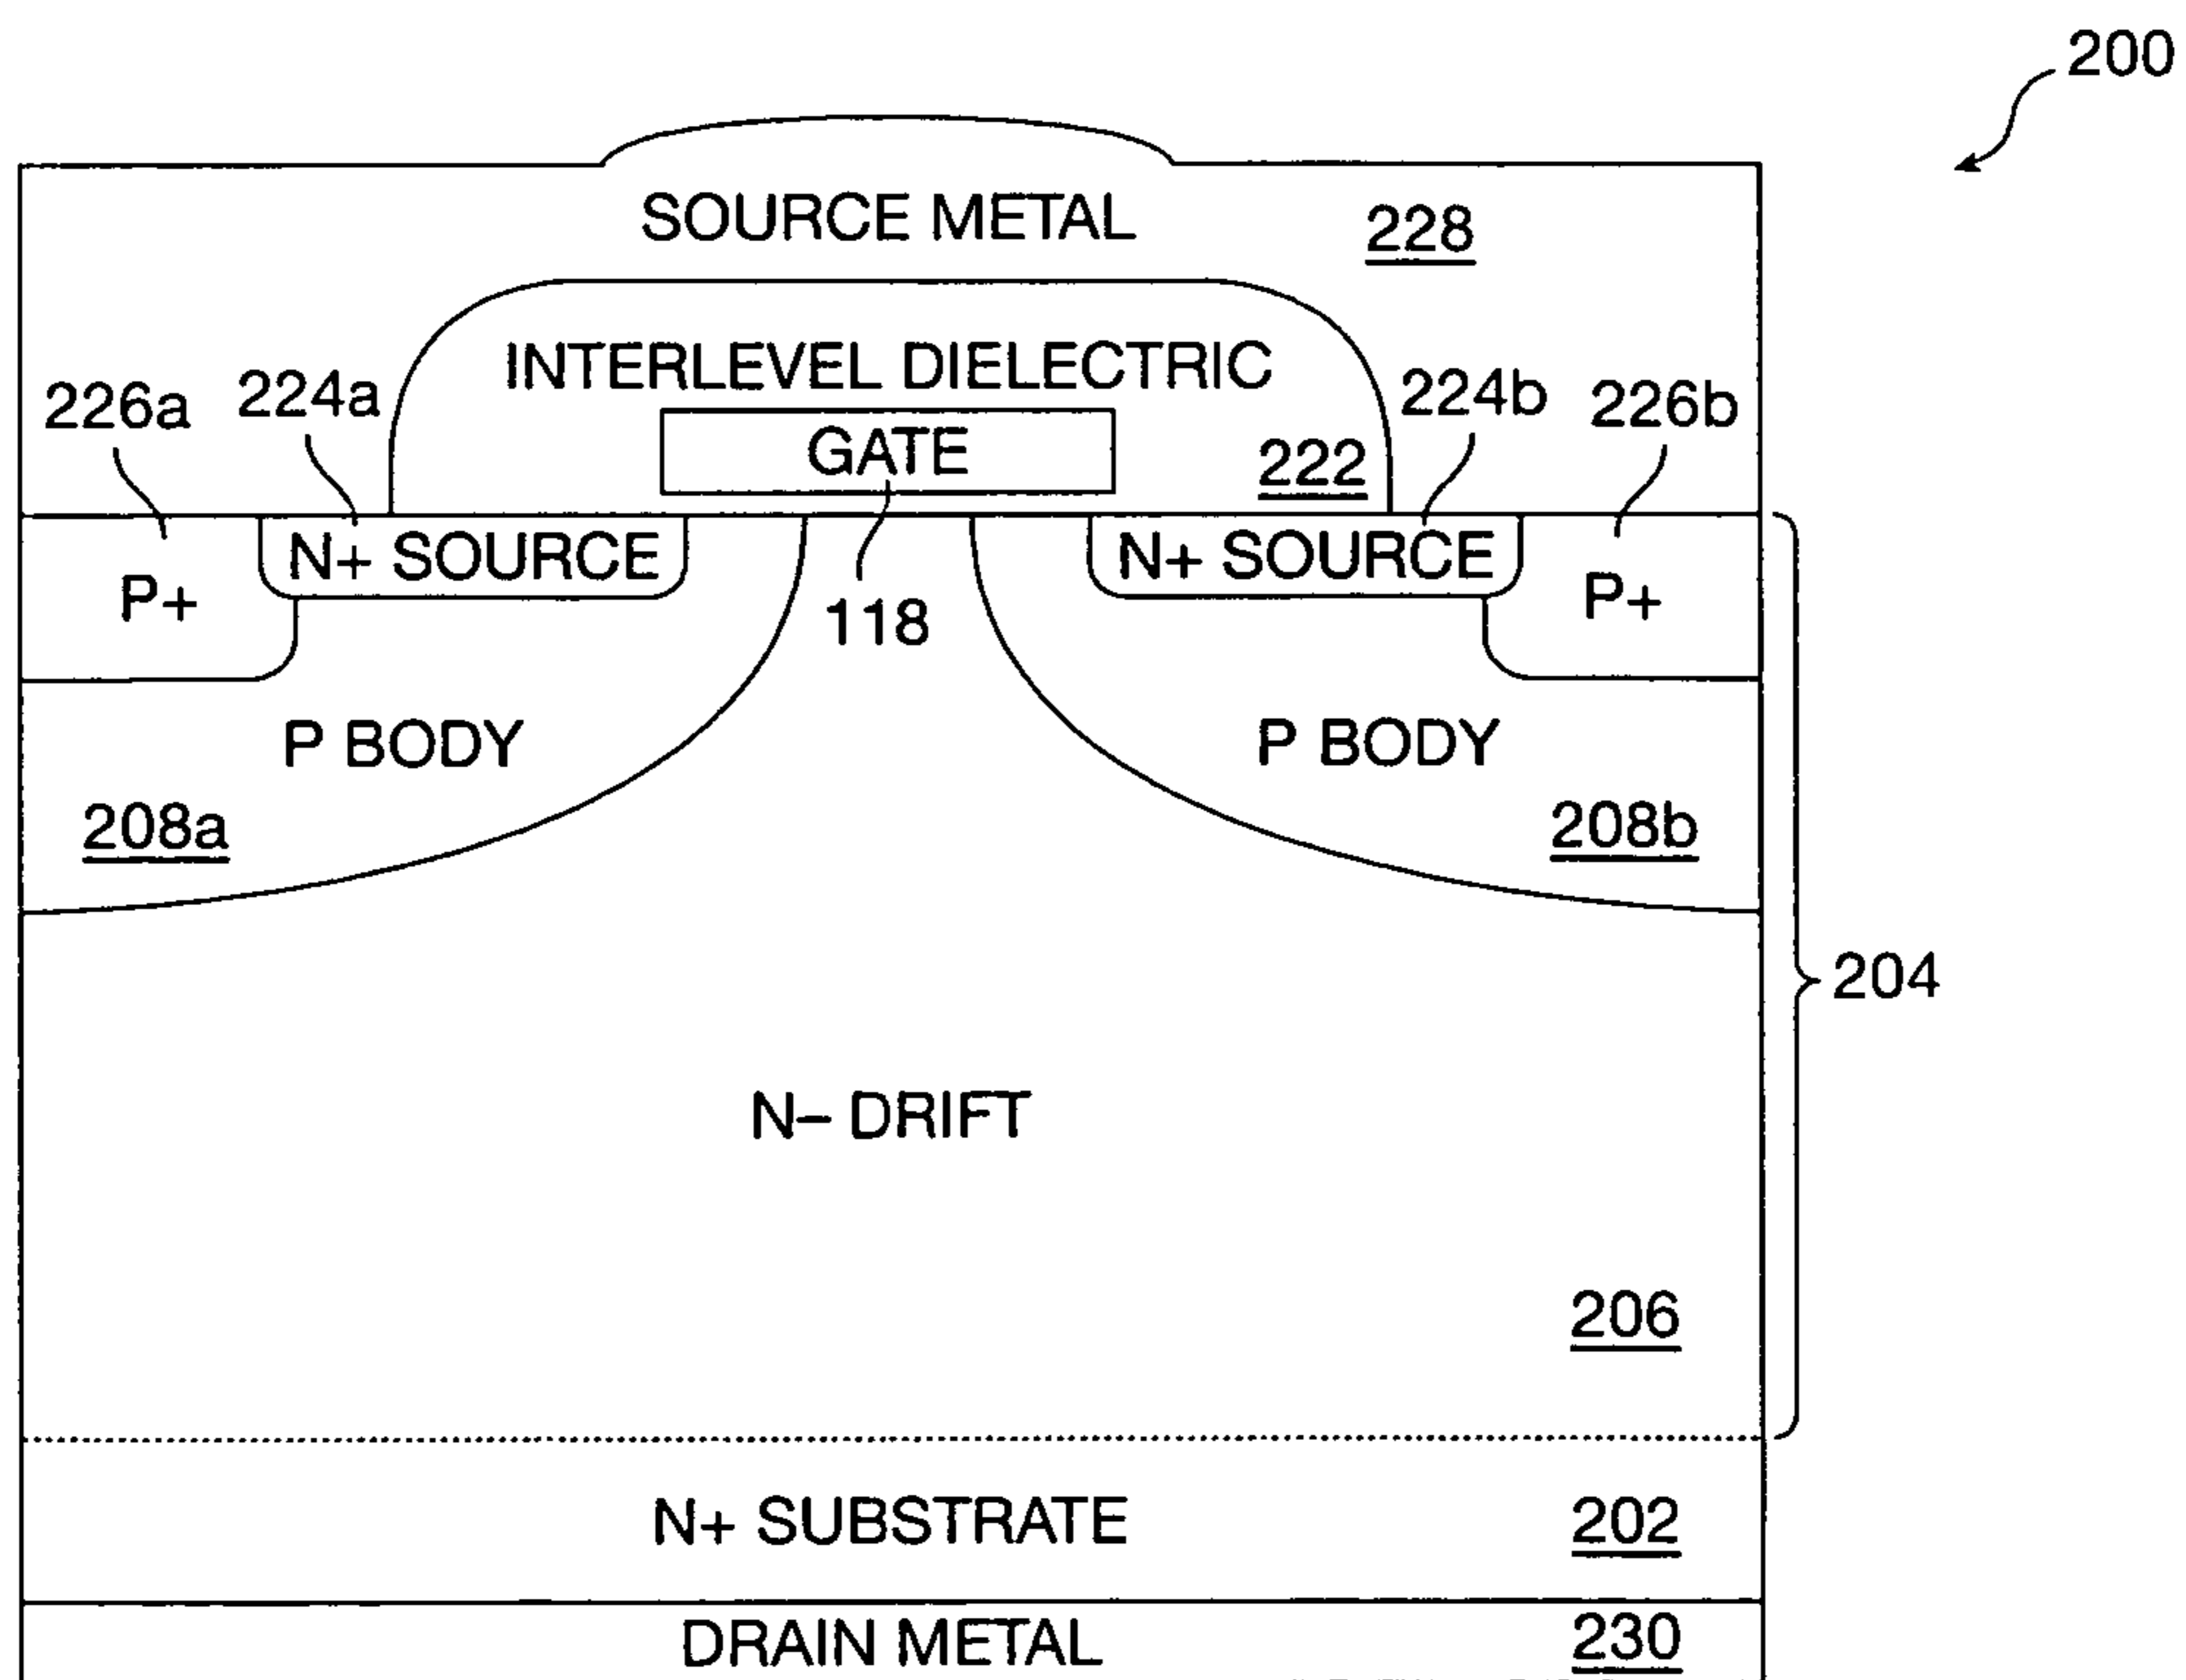 200
SOURCE METAL
228
INTERLEVEL DIELECTRIC
226a
224a
224b
226b
GATE
222
N+ SOURCE
N+ SOURCE
P+
118
P+
P BODY
P BODY
208a
208b
204
N– DRIFT
206
N+ SUBSTRATE
202
DRAIN METAL
230